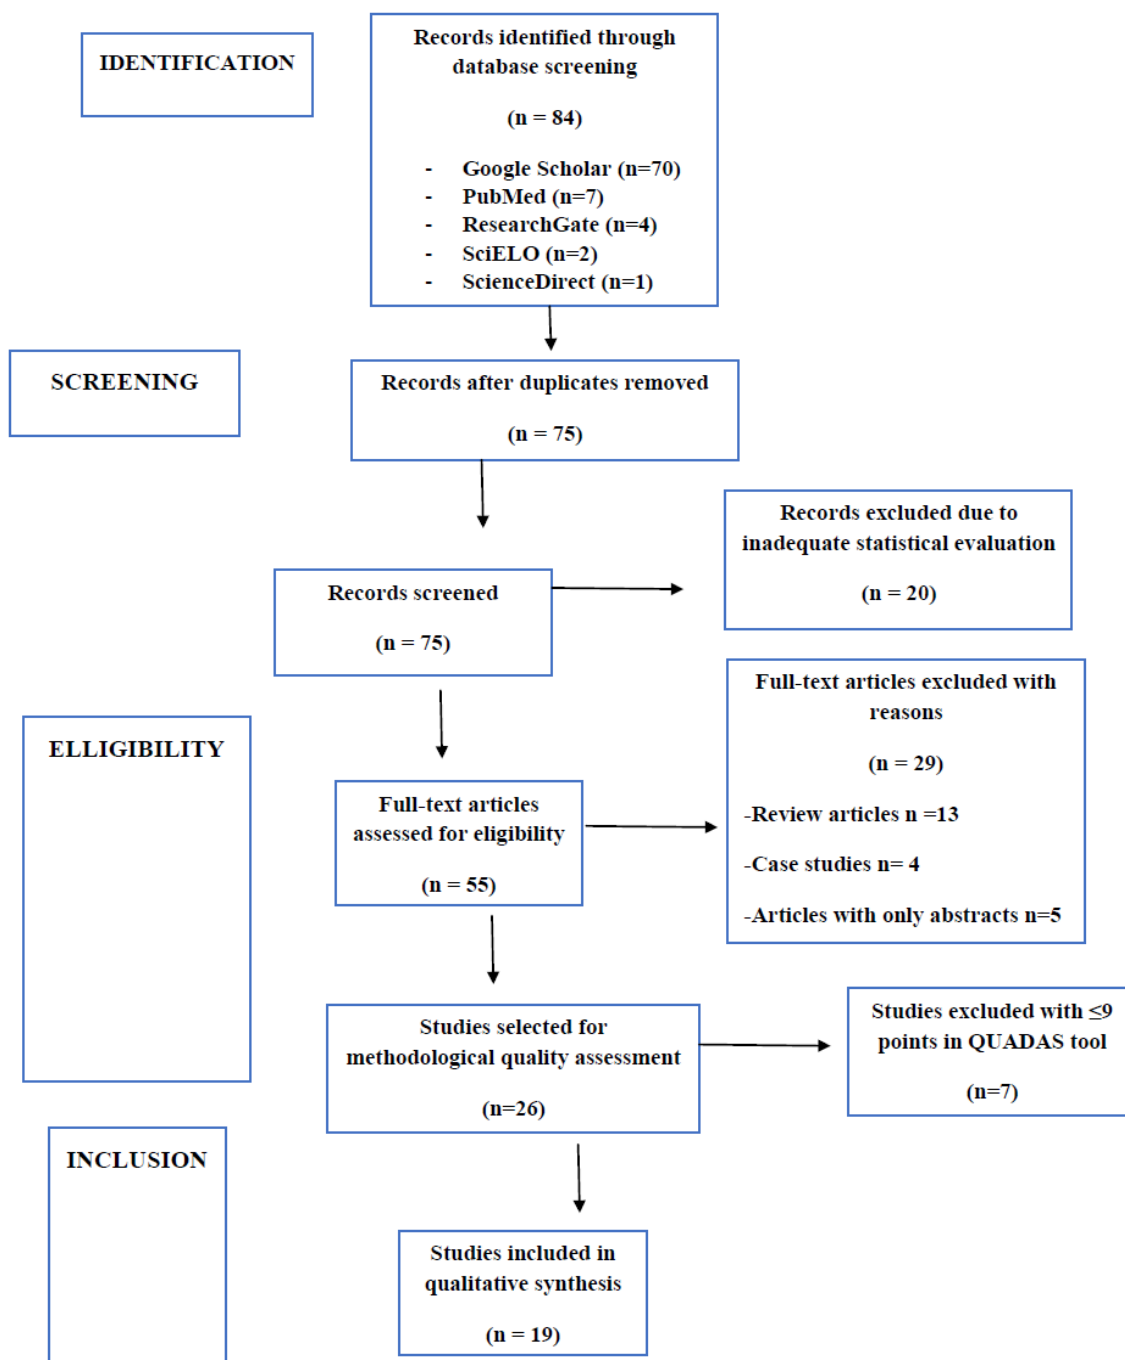 IDENTIFICATION
Records identified through
database screening
(n = 84)
- Google Scholar (n=70)
- PubMed (n=7)
- ResearchGate (n=4)
- SciELO (n=2)
- ScienceDirect (n=1)
SCREENING
Records after duplicates removed
(n = 75)
Records excluded due to
inadequate statistical evaluation
(n = 20)
Records screened
(n = 75)
Full-text articles excluded with
reasons
(n = 29)
-Review articles n =13
-Case studies n= 4
-Articles with only abstracts n=5
ELLIGIBILITY
Full-text articles
assessed for eligibility
(n = 55)
Studies selected for
methodological quality assessment
(n=26)
Studies excluded with ≤9
points in QUADAS tool
(n=7)
INCLUSION
Studies included in
qualitative synthesis
(n = 19)